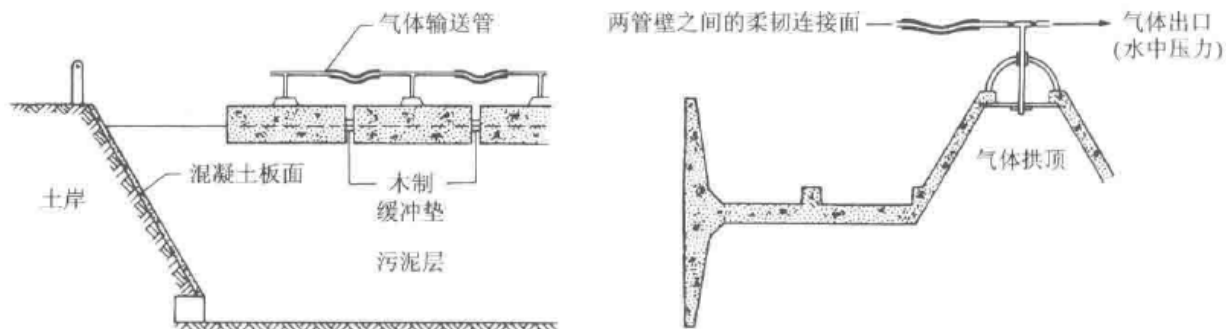 气体输送管
混凝土板面
土岸
木制
缓冲垫
污泥层
两管壁之间的柔韧连接面
气体出口
(水中压力)
气体拱顶